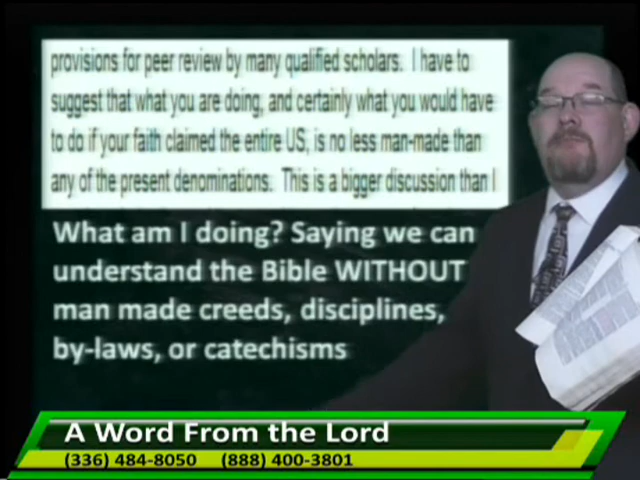 provisions for peer review by many qualified scholars. I have to
suggest that what you are doing, and certainly what you would have
to do if your faith claimed the entire US, is no less man-made than
any of the present denominations. This is a bigger discussion than I
What am I doing? Saying we can
understand the Bible WITHOUT
man made creeds, disciplines,
by-laws, or catechisms
A Word From the Lord
(336) 484-8050 (888) 400-3801